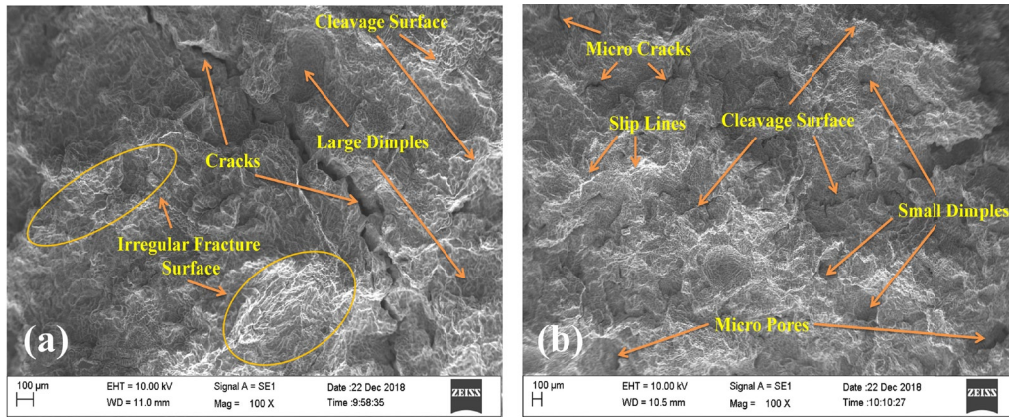 Cleavage Surface
Cracks
Large Dimples
Irregular Fracture
Surface
(a)
100 µm
EHT = 10.00 kV
Signal A = SE1
Date :22 Dec 2018
WD = 11.0 mm
Mag = 100 X
Time :9:58:35
ZEISS
Micro Cracks
Slip Lines
Cleavage Surface
Small Dimples
Micro Pores
(b)
100 µm
EHT = 10.00 kV
Signal A = SE1
Date :22 Dec 2018
WD = 10.5 mm
Mag = 100 X
Time :10:10:27
ZEISS